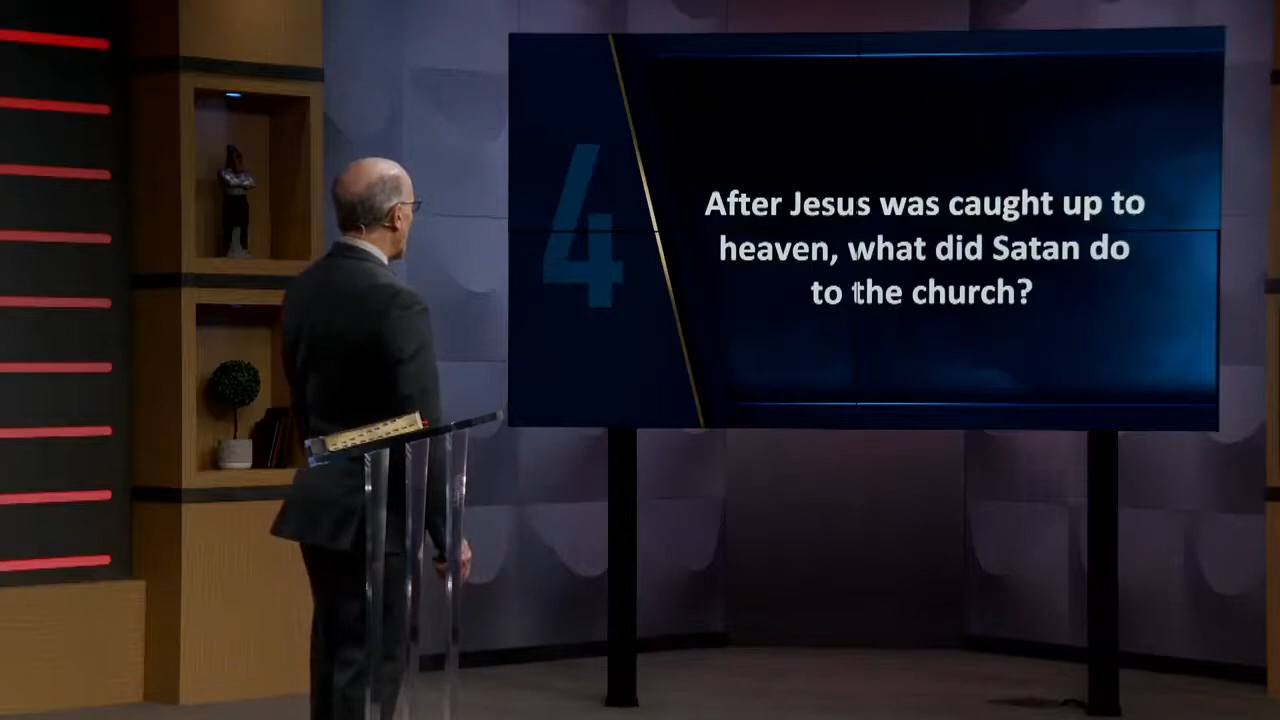 4
After Jesus was caught up to
heaven, what did Satan do
to the church?